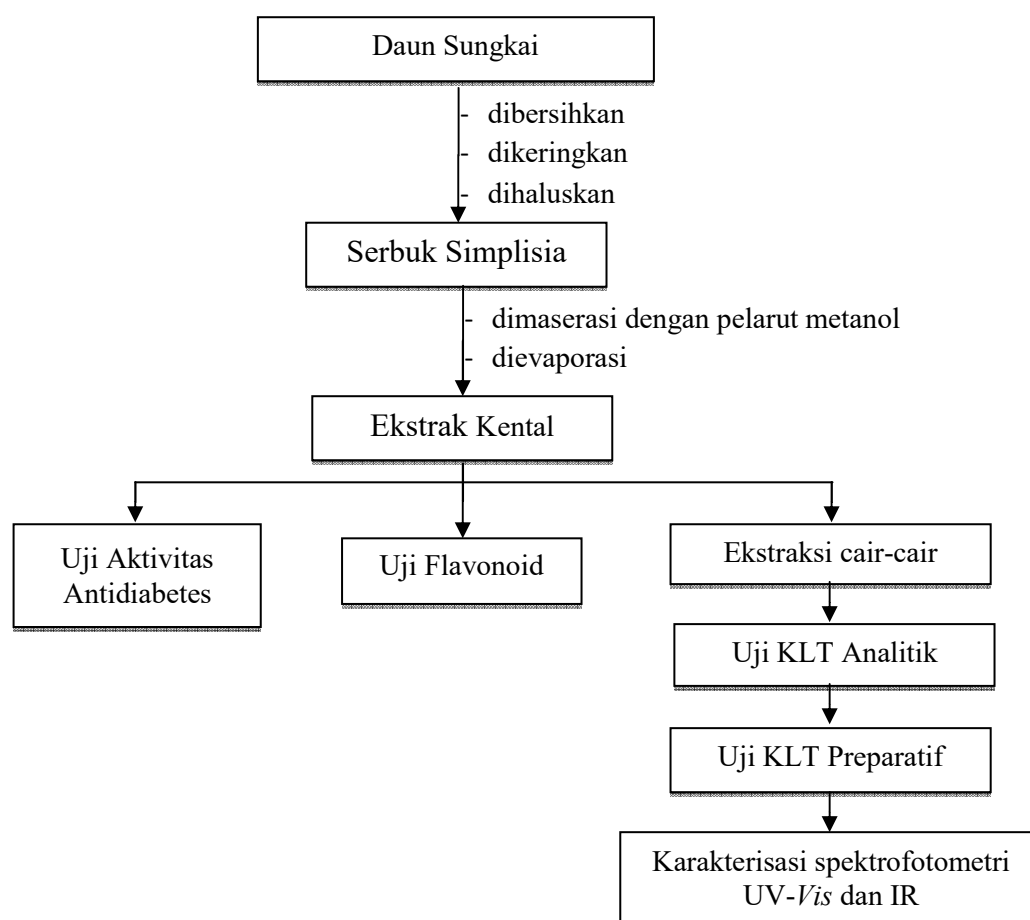 Daun Sungkai
- dibersihkan
- dikeringkan
- dihaluskan
Serbuk Simplisia
- dimaserasi dengan pelarut metanol
- dievaporasi
Ekstrak Kental
Uji Aktivitas
Antidiabetes
Uji Flavonoid
Ekstraksi cair-cair
Uji KLT Analitik
Uji KLT Preparatif
Karakterisasi spektrofotometri
UV-Vis dan IR